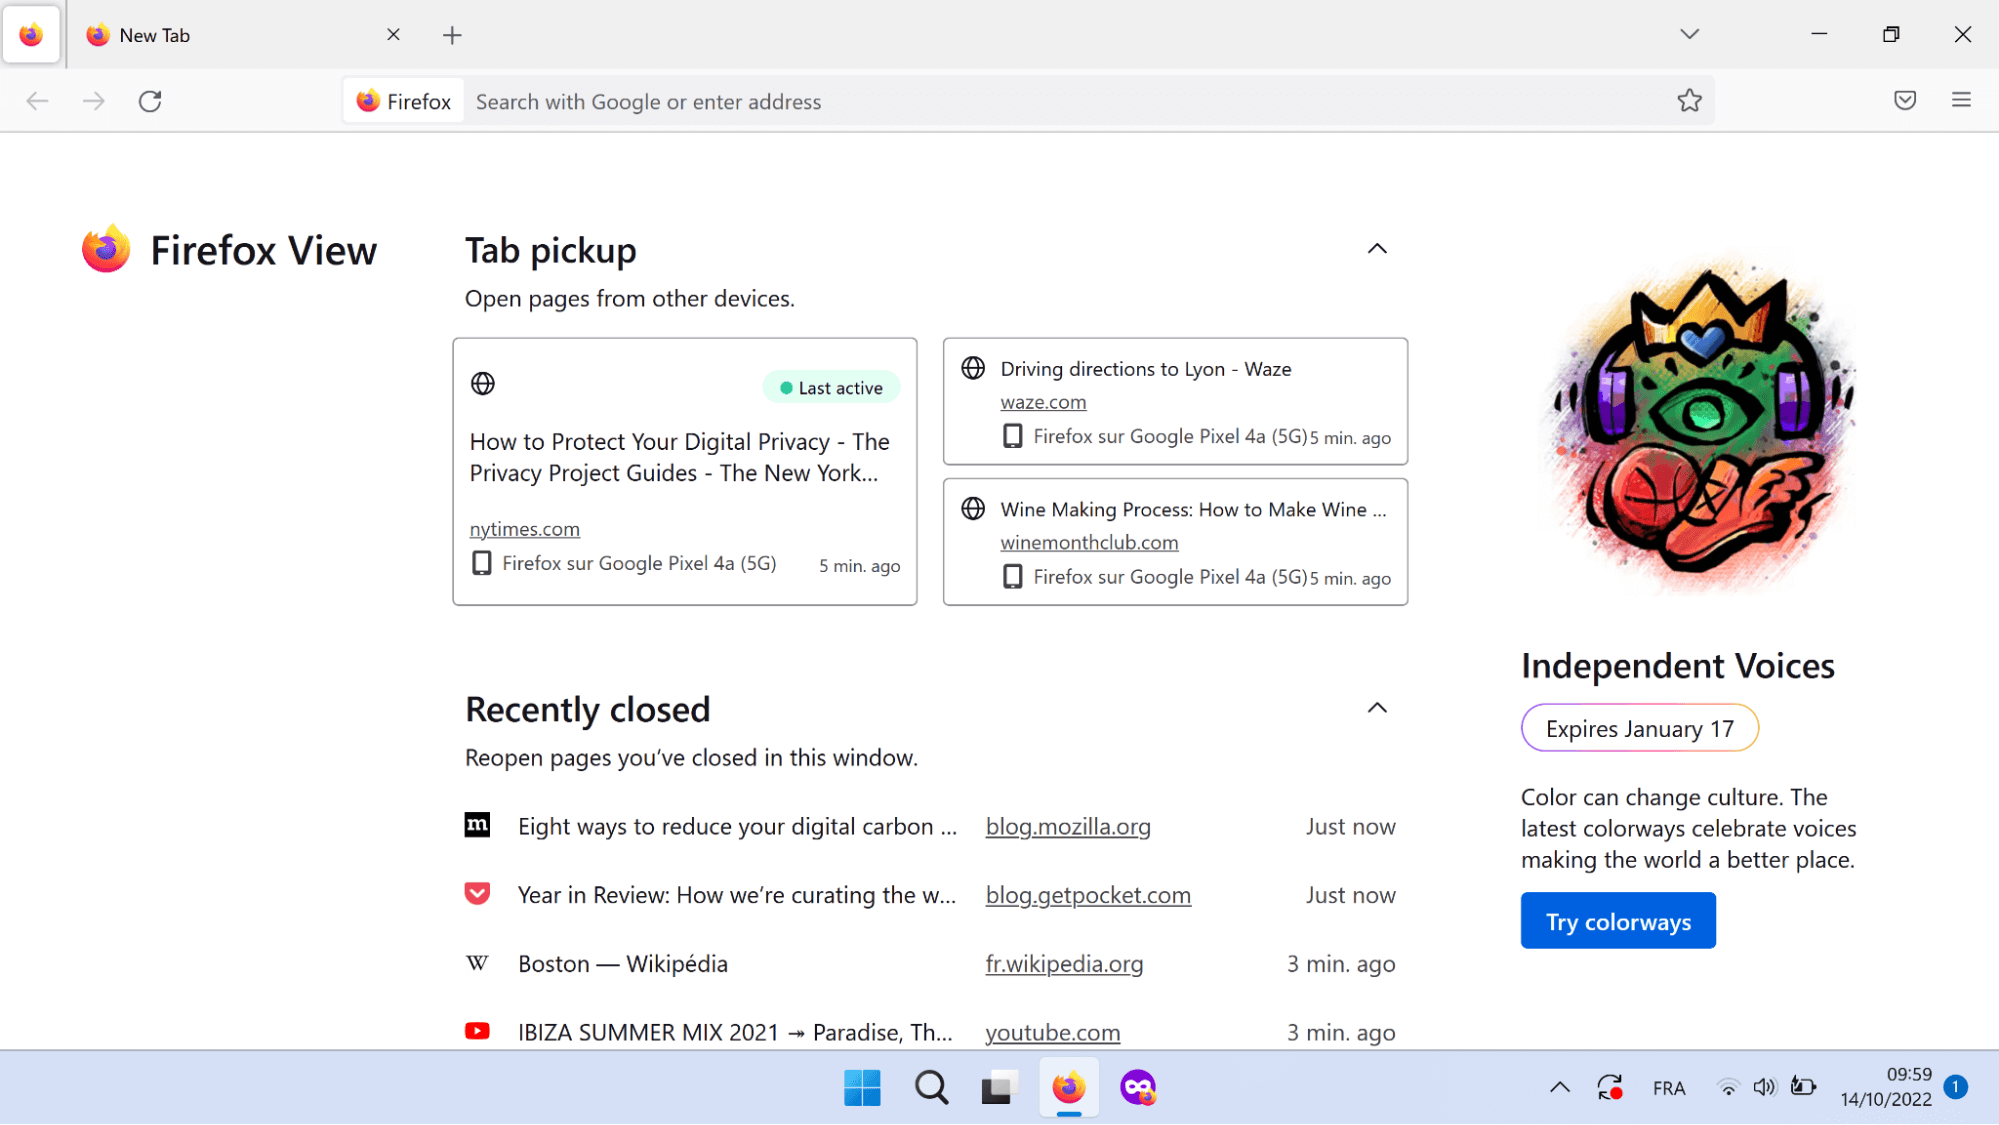 New Tab
Firefox
Search with Google or enter address
Firefox View
Tab pickup
Open pages from other devices.
Last active
How to Protect Your Digital Privacy - The
Privacy Project Guides - The New York...
nytimes.com
Firefox sur Google Pixel 4a (5G) 5 min. ago
Driving directions to Lyon - Waze
waze.com
Firefox sur Google Pixel 4a (5G) 5 min. ago
Wine Making Process: How to Make Wine ...
winemonthclub.com
Firefox sur Google Pixel 4a (5G) 5 min. ago
Recently closed
Reopen pages you’ve closed in this window.
m Eight ways to reduce your digital carbon ... blog.mozilla.org Just now
Year in Review: How we’re curating the w... blog.getpocket.com Just now
W Boston — Wikipédia fr.wikipedia.org 3 min. ago
IBIZA SUMMER MIX 2021 ↠ Paradise, Th... youtube.com 3 min. ago
Independent Voices
Expires January 17
Color can change culture. The
latest colorways celebrate voices
making the world a better place.
Try colorways
FRA
09:59
14/10/2022
1